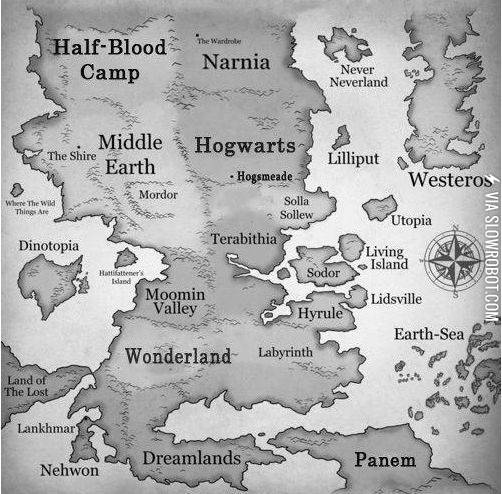 Half-Blood
Camp
The Wardrobe
Narnia
Never
Neverland
The Shire
Middle
Earth
Hogwarts
Lilliput
Westeros
Hogsmeade
Where The Wild
Things Are
Mordor
Solla
Sollew
Utopia
Dinotopia
Terabithia
Hattifattener's
Island
Living
Island
Sodor
Moomin
Valley
Lidsville
Hyrule
Earth-Sea
Wonderland
Labyrinth
Land of
The Lost
Lankhmar
Nehwon
Dreamlands
Panem
VIA SLOWROBOT.COM